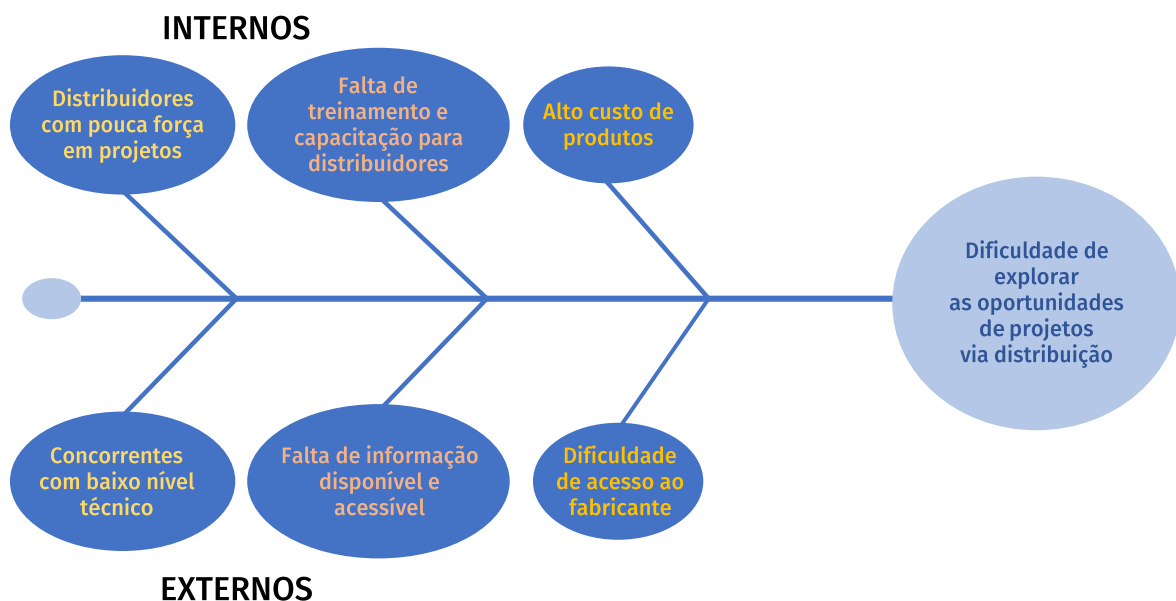 INTERNOS
Distribuidores
com pouca força
em projetos
Falta de
treinamento e
capacitação para
distribuidores
Alto custo de
produtos
Dificuldade de
explorar
as oportunidades
de projetos
via distribuição
Concorrentes
com baixo nível
técnico
Falta de informação
disponível e
acessível
Dificuldade
de acesso ao
fabricante
EXTERNOS